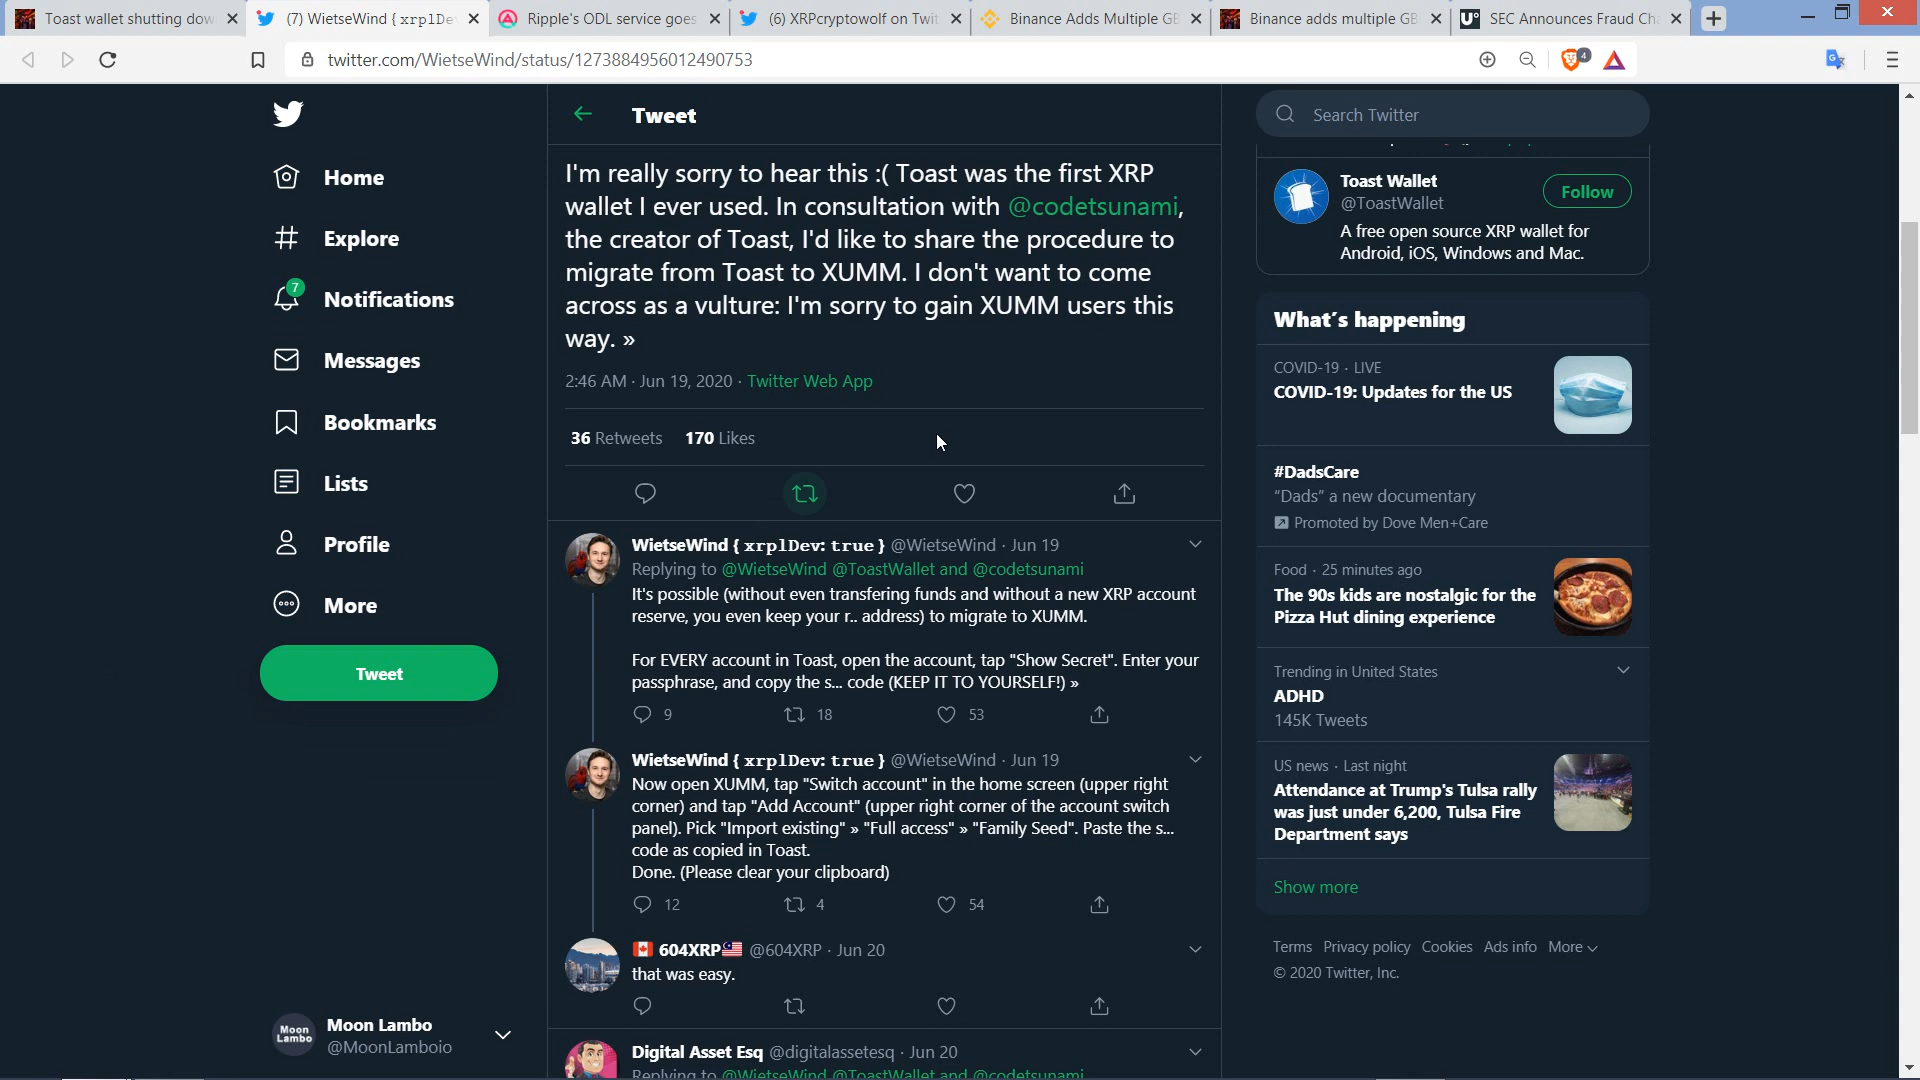 Toast wallet shutting dow
(7) WietseWind { xrplDe
Ripple's ODL service goes
(6) XRPcryptowolf on Twit
Binance Adds Multiple GB
Binance adds multiple GB
SEC Announces Fraud Ch
twitter.com/WietseWind/status/1273884956012490753
4
Home
Explore
7
Notifications
Messages
Bookmarks
Lists
Profile
More
Tweet
Moon Lambo
Moon Lambo
@MoonLamboio
Tweet
I'm really sorry to hear this :( Toast was the first XRP
wallet I ever used. In consultation with @codetsunami,
the creator of Toast, I'd like to share the procedure to
migrate from Toast to XUMM. I don't want to come
across as a vulture: I'm sorry to gain XUMM users this
way. »
2:46 AM · Jun 19, 2020 · Twitter Web App
36 Retweets 170 Likes
WietseWind { xrplDev: true } @WietseWind · Jun 19
Replying to @WietseWind @ToastWallet and @codetsunami
It's possible (without even transfering funds and without a new XRP account
reserve, you even keep your r.. address) to migrate to XUMM.
For EVERY account in Toast, open the account, tap "Show Secret". Enter your
passphrase, and copy the s... code (KEEP IT TO YOURSELF!) »
9 18 53
WietseWind { xrplDev: true } @WietseWind · Jun 19
Now open XUMM, tap "Switch account" in the home screen (upper right
corner) and tap "Add Account" (upper right corner of the account switch
panel). Pick "Import existing" » "Full access" » "Family Seed". Paste the s...
code as copied in Toast.
Done. (Please clear your clipboard)
12 4 54
604XRP @604XRP · Jun 20
that was easy.
Digital Asset Esq @digitalassetesq · Jun 20
Replying to @WietseWind @ToastWallet and @codetsunami
Search Twitter
Toast Wallet
@ToastWallet
Follow
A free open source XRP wallet for
Android, iOS, Windows and Mac.
What's happening
COVID-19 · LIVE
COVID-19: Updates for the US
#DadsCare
"Dads" a new documentary
Promoted by Dove Men+Care
Food · 25 minutes ago
The 90s kids are nostalgic for the
Pizza Hut dining experience
Trending in United States
ADHD
145K Tweets
US news · Last night
Attendance at Trump's Tulsa rally
was just under 6,200, Tulsa Fire
Department says
Show more
Terms Privacy policy Cookies Ads info More
© 2020 Twitter, Inc.